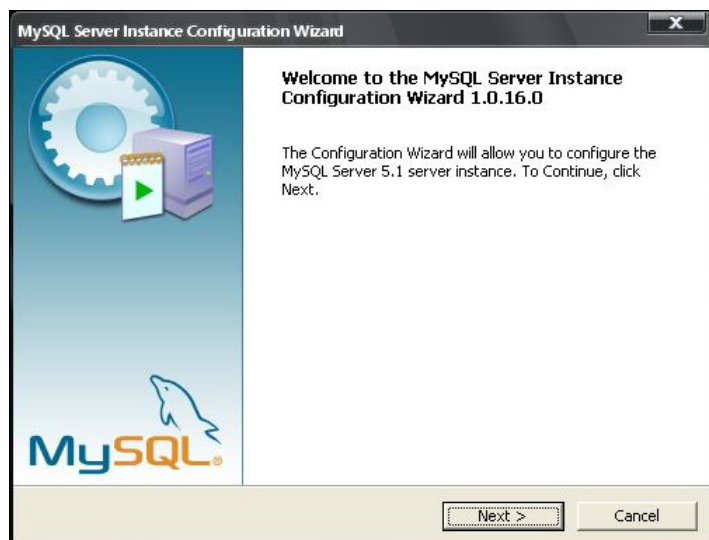 MySQL Server Instance Configuration Wizard
X
Welcome to the MySQL Server Instance
Configuration Wizard 1.0.16.0
The Configuration Wizard will allow you to configure the
MySQL Server 5.1 server instance. To Continue, click
Next.
MySQL®
Next >
Cancel